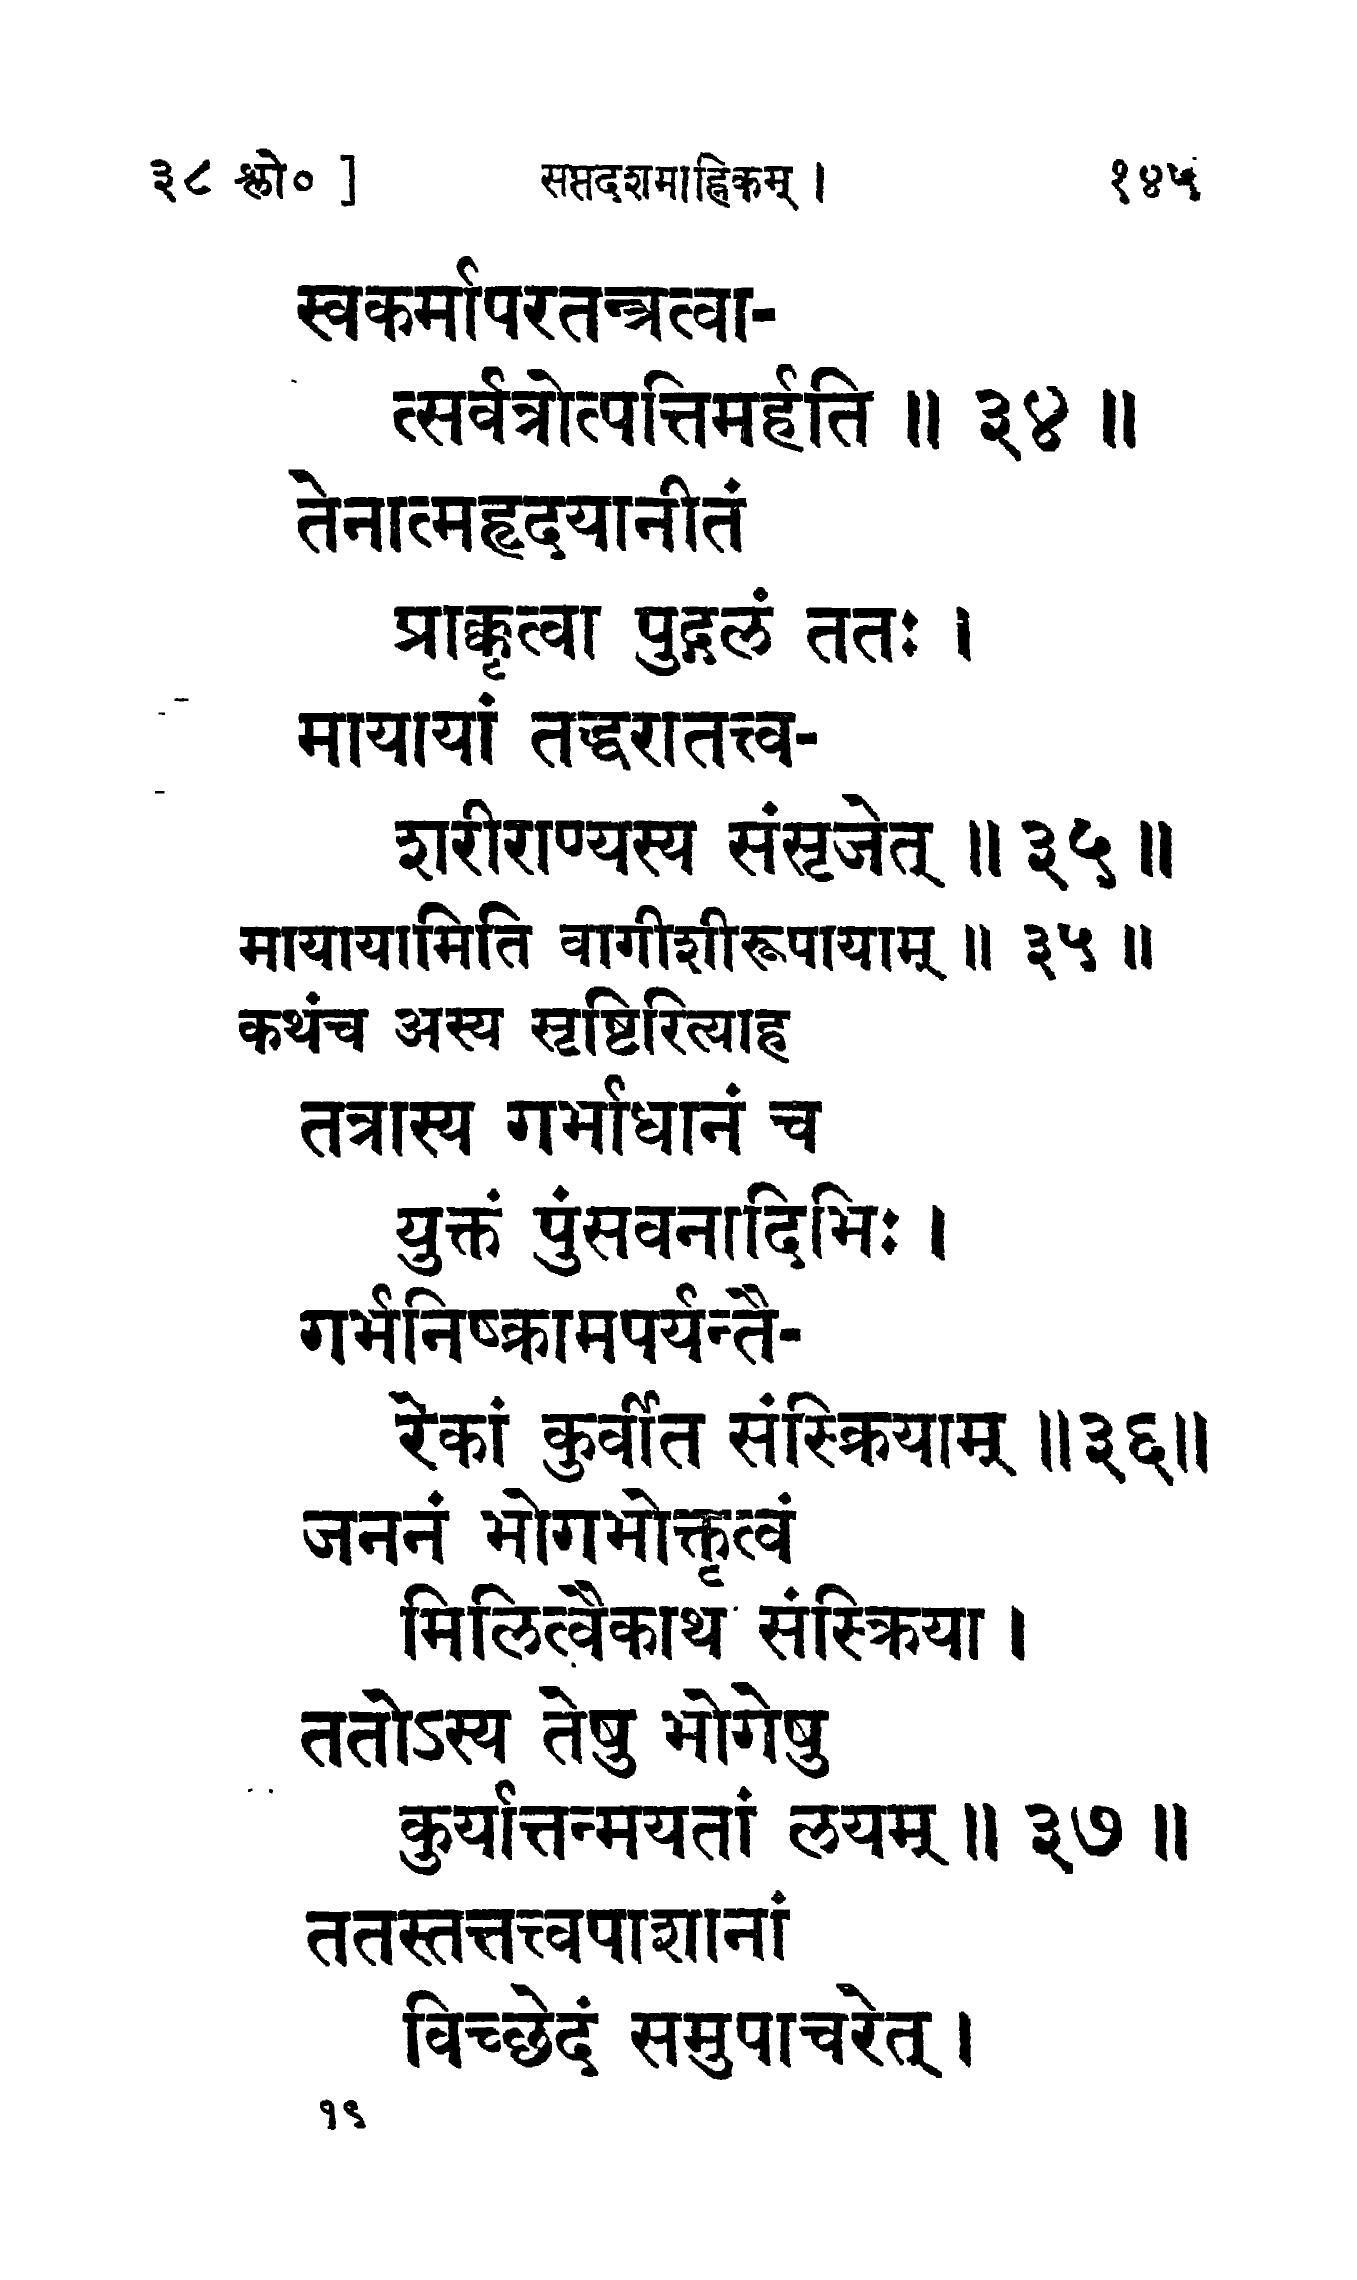 ३८ श्लो० ] सप्तदशमाह्निकम् । १४५
स्वकर्मापरतन्त्रत्वा-
त्सर्वत्रोत्पत्तिमर्हति ॥ ३४ ॥
तेनात्महृदयानीतं
प्राक्कृत्वा पुद्गलं ततः ।
मायायां तद्धरातत्त्व-
शरीराण्यस्य संसृजेत् ॥ ३५ ॥
मायायामिति वागीशीरूपायाम् ॥ ३५ ॥
कथंच अस्य सृष्टिरित्याह
तत्रास्य गर्भाधानं च
युक्तं पुंसवनादिभिः ।
गर्भनिष्क्रामपर्यन्तै-
रेकां कुर्वीत संस्क्रियाम् ॥३६॥
जननं भोगभोक्तृत्वं
मिलित्वैकाथ संस्क्रिया ।
ततोऽस्य तेषु भोगेषु
कुर्यात्तन्मयतां लयम् ॥ ३७ ॥
ततस्तत्तत्त्वपाशानां
विच्छेदं समुपाचरेत् ।
१९